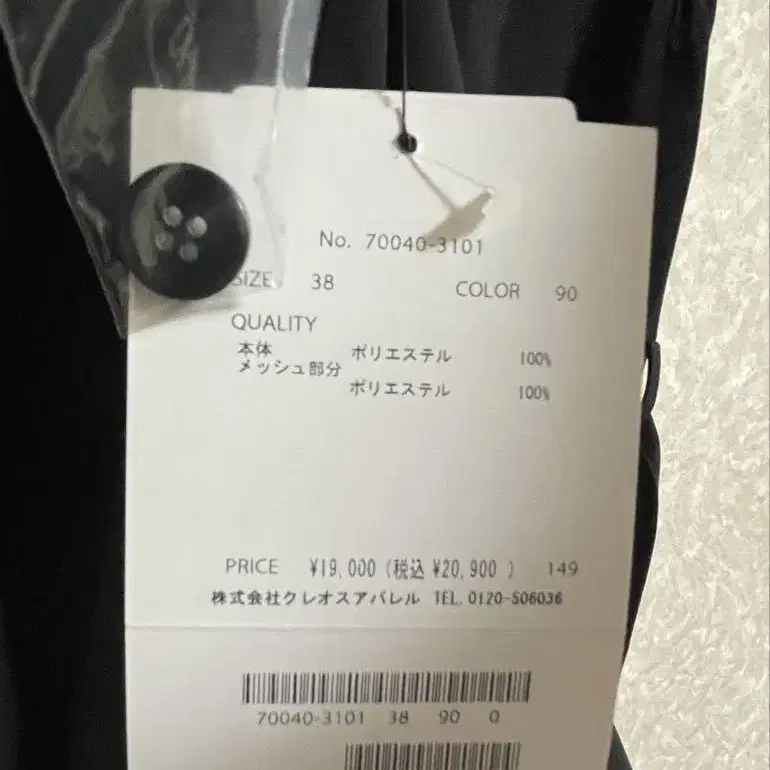 No. 70040-3101
SIZE 38 COLOR 90
QUALITY
本体 ポリエステル 100%
メッシュ部分
ポリエステル 100%
PRICE ¥19,000 (税込 ¥20,900 ) 149
株式会社クレオスアパレル TEL. 0120-506036
70040-3101 38 90 0